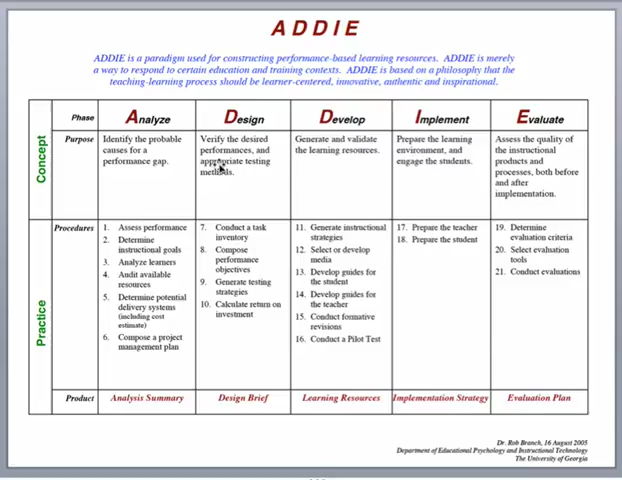 ADDIE
ADDIE is a paradigm used for constructing performance-based learning resources. ADDIE is merely
a way to respond to certain education and training contexts. ADDIE is based on a philosophy that the
teaching-learning process should be learner-centered, innovative, authentic and inspirational.
Phase
Analyze
Design
Develop
Implement
Evaluate
Concept
Purpose
Identify the probable
causes for a
performance gap.
Verify the desired
performances, and
appropriate testing
methods.
Generate and validate
the learning resources.
Prepare the learning
environment, and
engage the students.
Assess the quality of
the instructional
products and
processes, both before
and after
implementation.
Practice
Procedures
1. Assess performance
2. Determine
instructional goals
3. Analyze learners
4. Audit available
resources
5. Determine potential
delivery systems
(including cost
estimate)
6. Compose a project
management plan
7. Conduct a task
inventory
8. Compose
performance
objectives
9. Generate testing
strategies
10. Calculate return on
investment
11. Generate instructional
strategies
12. Select or develop
media
13. Develop guides for
the student
14. Develop guides for
the teacher
15. Conduct formative
revisions
16. Conduct a Pilot Test
17. Prepare the teacher
18. Prepare the student
19. Determine
evaluation criteria
20. Select evaluation
tools
21. Conduct evaluations
Product
Analysis Summary
Design Brief
Learning Resources
Implementation Strategy
Evaluation Plan
Dr. Rob Branch, 16 August 2005
Department of Educational Psychology and Instructional Technology
The University of Georgia